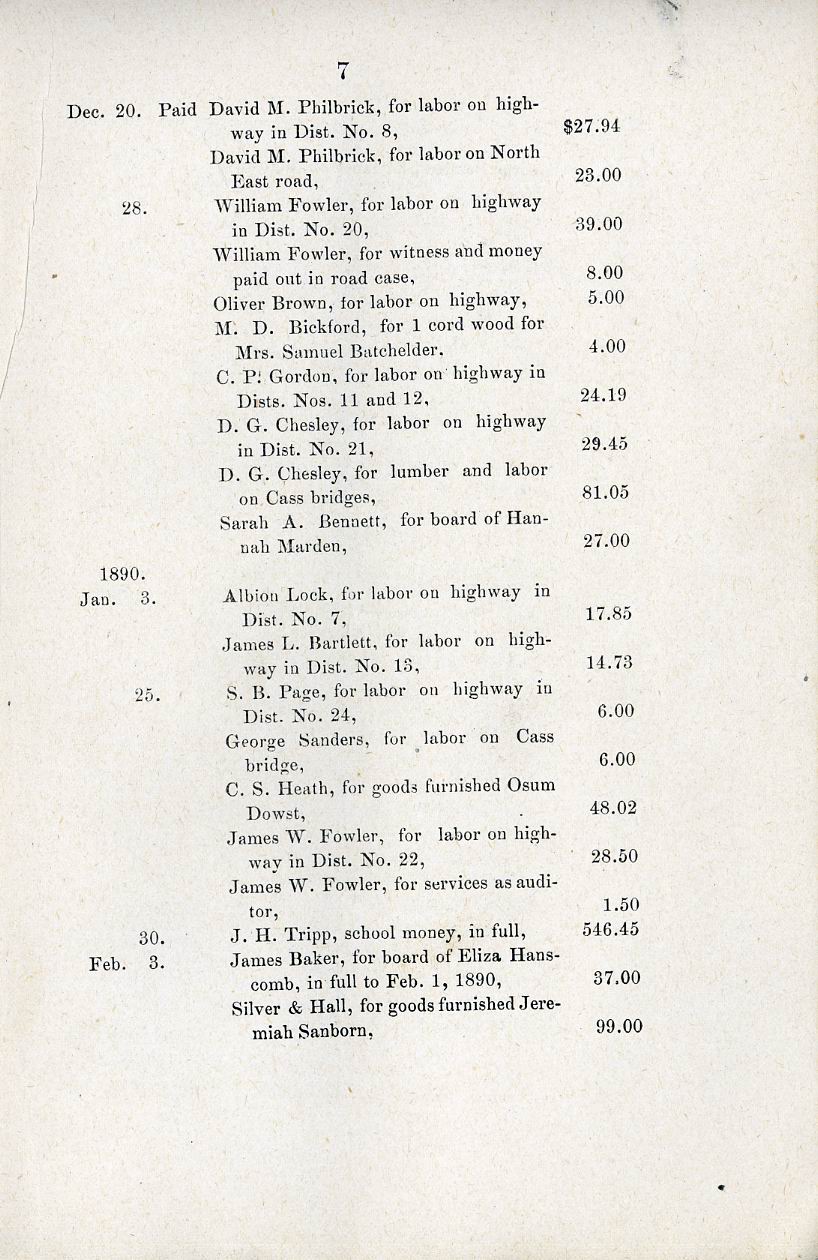 7
Dec. 20. Paid David M. Philbrick, for labor on high-
way in Dist. No. 8, $27.94
David M. Philbrick, for labor on North
East road, 23.00
28. William Fowler, for labor on highway
in Dist. No. 20, 39.00
William Fowler, for witness and money
paid out in road case, 8.00
Oliver Brown, for labor on highway, 5.00
M. D. Bickford, for 1 cord wood for
Mrs. Samuel Batchelder. 4.00
C. P. Gordon, for labor on highway in
Dists. Nos. 11 and 12, 24.19
D. G. Chesley, for labor on highway
in Dist. No. 21, 29.45
D. G. Chesley, for lumber and labor
on Cass bridges, 81.05
Sarah A. Bennett, for board of Han-
nah Marden, 27.00
1890.
Jan. 3. Albion Lock, for labor on highway in
Dist. No. 7, 17.85
James L. Bartlett, for labor on high-
way in Dist. No. 13, 14.73
25. S. B. Page, for labor on highway in
Dist. No. 24, 6.00
George Sanders, for labor on Cass
bridge, 6.00
C. S. Heath, for goods furnished Osum
Dowst, 48.02
James W. Fowler, for labor on high-
way in Dist. No. 22, 28.50
James W. Fowler, for services as audi-
tor, 1.50
30. J. H. Tripp, school money, in full, 546.45
Feb. 3. James Baker, for board of Eliza Hans-
comb, in full to Feb. 1, 1890, 37.00
Silver & Hall, for goods furnished Jere-
miah Sanborn, 99.00